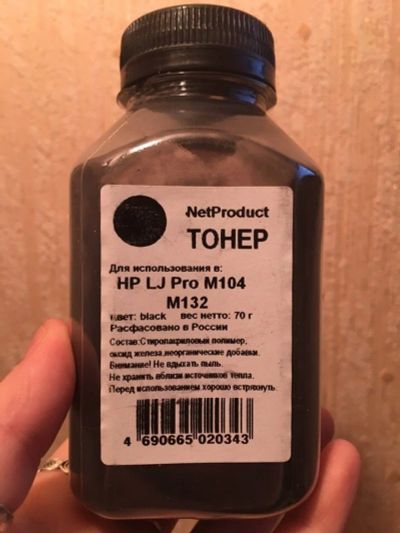 NetProduct
ТОНЕР
Для использования в:
HP LJ Pro M104
M132
цвет: black вес нетто: 70 г
Расфасовано в России
Состав:Стиролакриловый полимер,
оксид железа,неорганические добавки.
Внимание! Не вдыхать пыль.
Не хранить вблизи источников тепла.
Перед использованием хорошо встряхнуть.
4 690665 020343